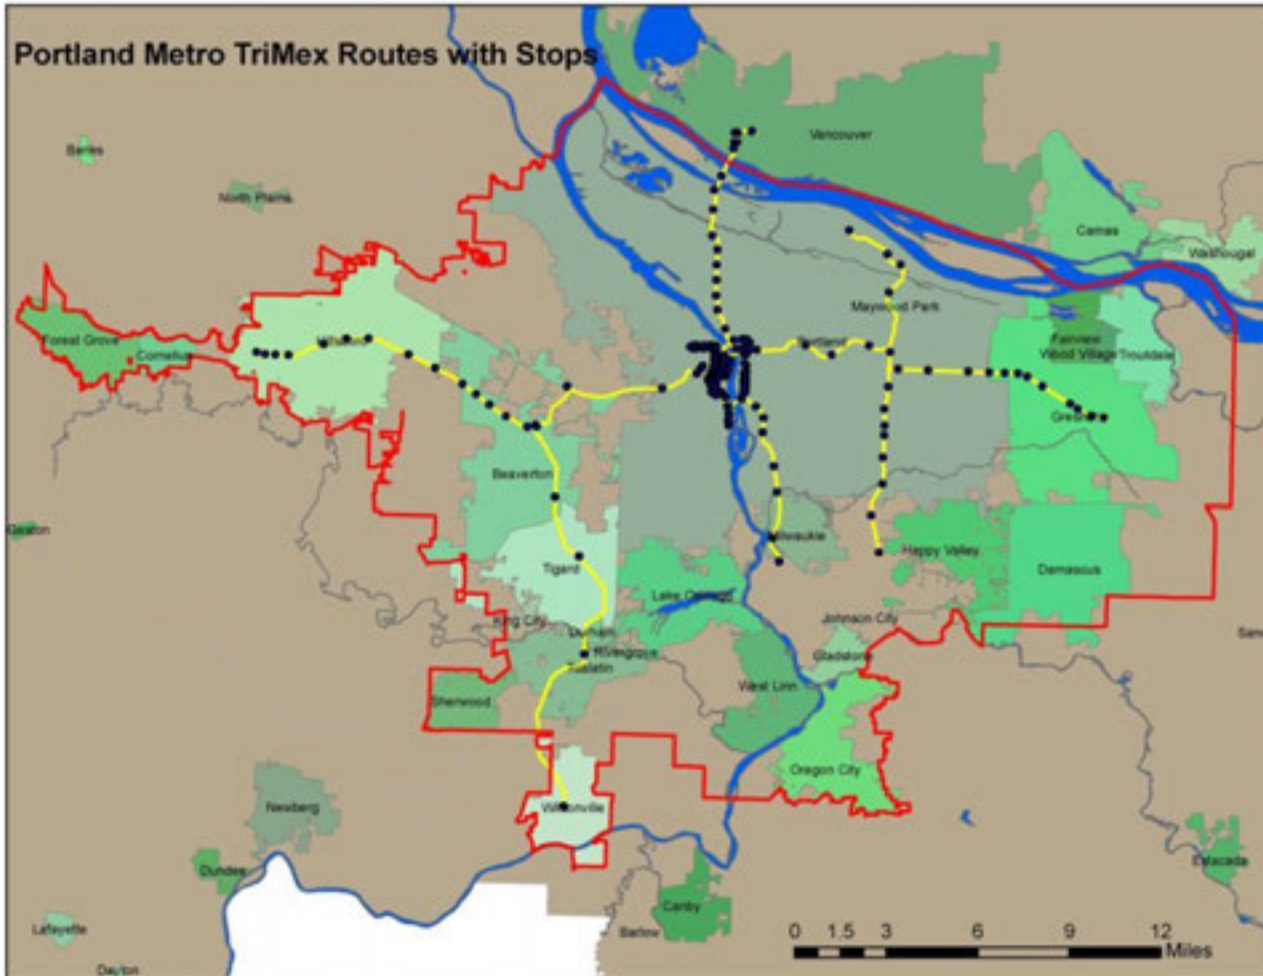 Portland Metro TriMex Routes with Stops
Vancouver
Banks
North Plains
Camas
Washougal
Maywood Park
Forest Grove
Cornelius
Hillsboro
Portland
Fairview
Wood Village
Troutdale
Gresham
Beaverton
Gaston
Milwaukie
Happy Valley
Tigard
Damascus
Lake Oswego
King City
Johnson City
Durham
Rivergrove
Gladstone
Tualatin
West Linn
Sherwood
Oregon City
Newberg
Wilsonville
Dundee
Estacada
Canby
Lafayette
Barlow
Dayton
0 1.5 3 6 9 12
Miles